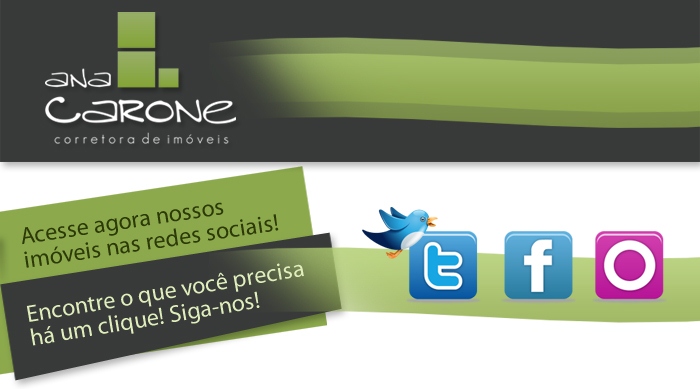 ana
carone
corretora de imóveis
Acesse agora nossos
imóveis nas redes sociais!
Encontre o que você precisa
há um clique! Siga-nos!
t
f